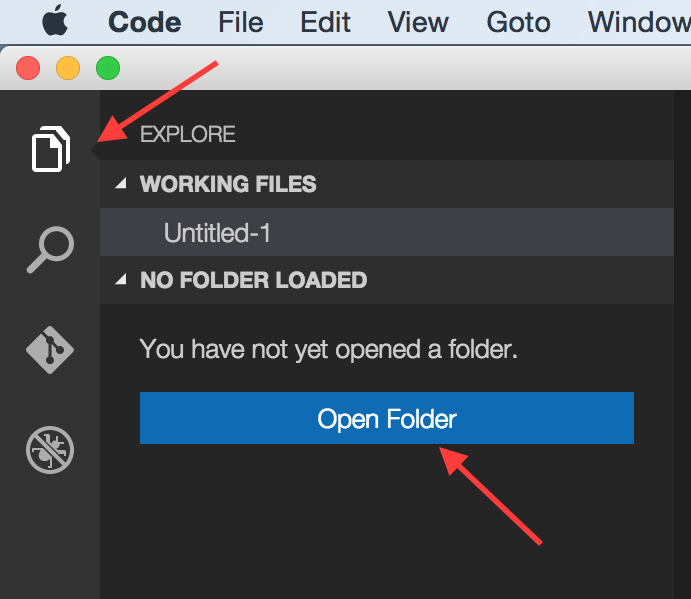 Code File Edit View Goto Window
EXPLORE
WORKING FILES
Untitled-1
NO FOLDER LOADED
You have not yet opened a folder.
Open Folder